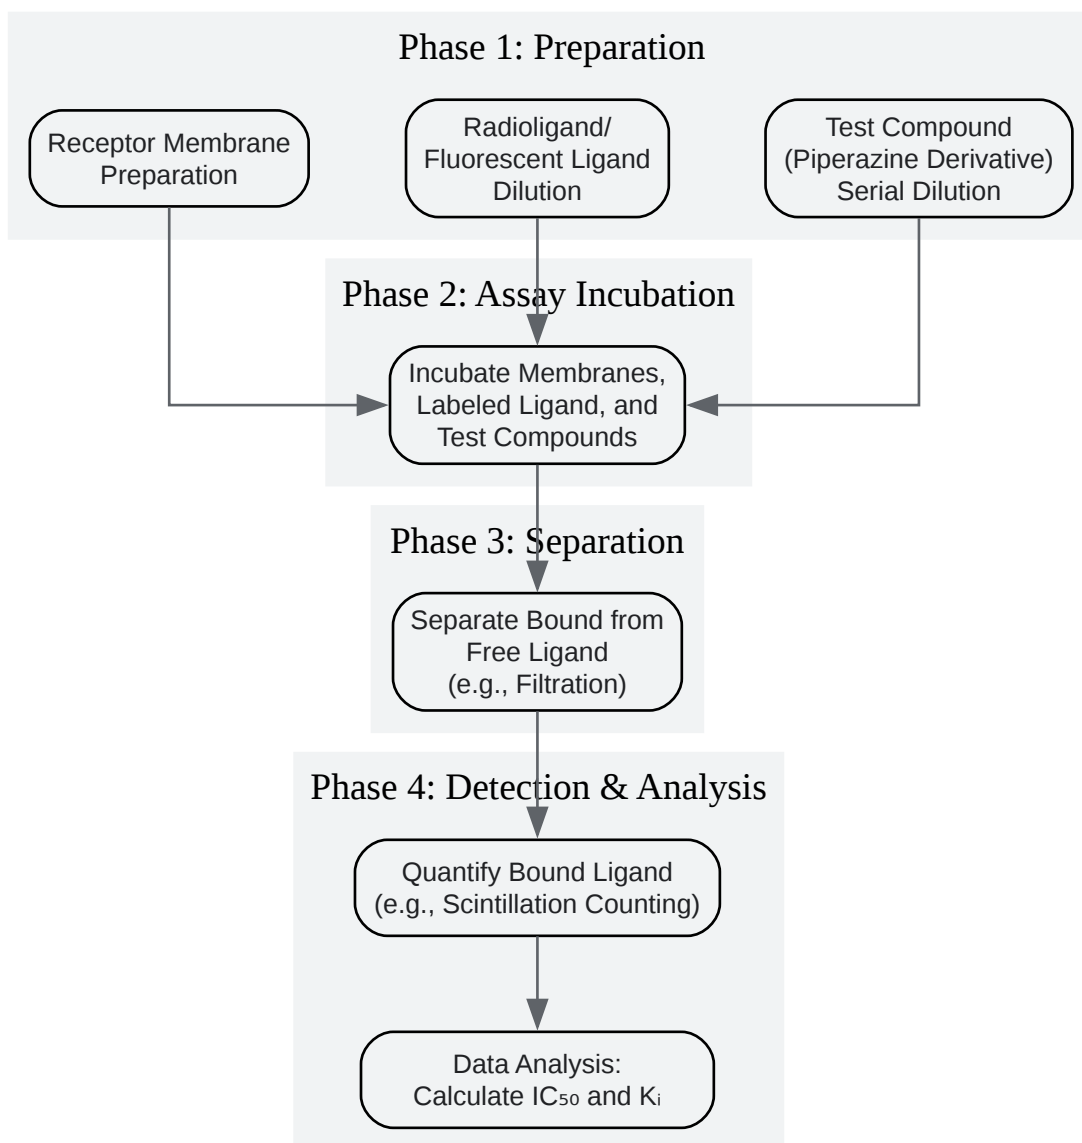 Phase 1: Preparation
Receptor Membrane
Preparation
Radioligand/
Fluorescent Ligand
Dilution
Test Compound
(Piperazine Derivative)
Serial Dilution
Phase 2: Assay Incubation
Incubate Membranes,
Labeled Ligand, and
Test Compounds
Phase 3: Separation
Separate Bound from
Free Ligand
(e.g., Filtration)
Phase 4: Detection & Analysis
Quantify Bound Ligand
(e.g., Scintillation Counting)
Data Analysis:
Calculate IC₅₀ and Kᵢ